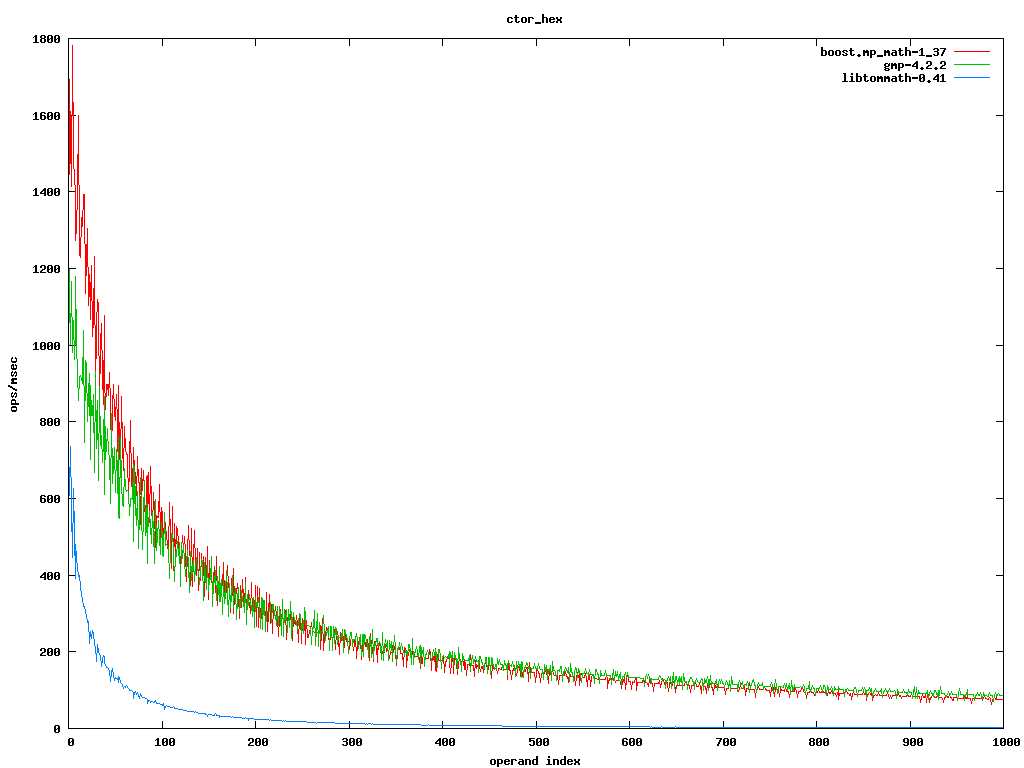 ctor_hex
boost.mp_math-1_37
gmp-4.2.2
libtommath-0.41
ops/msec
1800
1600
1400
1200
1000
800
600
400
200
0
0 100 200 300 400 500 600 700 800 900 1000
operand index